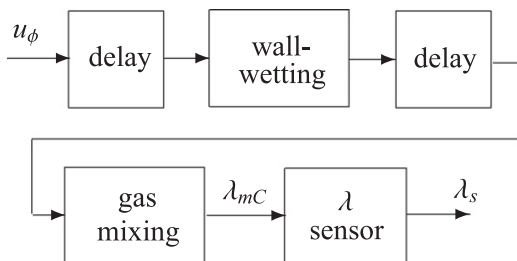 u_ϕ
delay
wall-
wetting
delay
gas
mixing
λ_mC
λ
sensor
λ_s